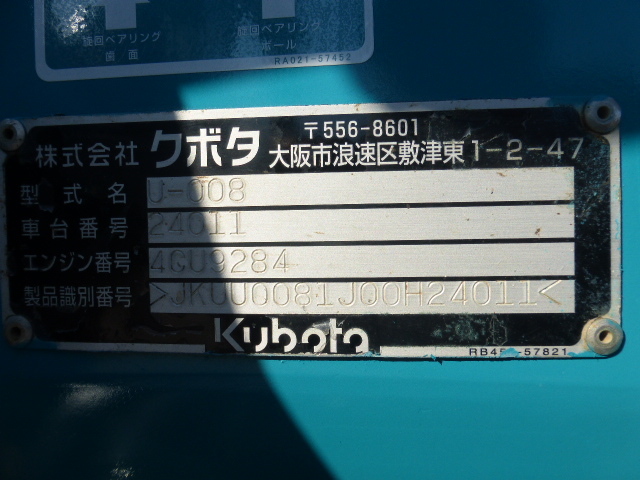 旋回ベアリング 旋回ベアリング
歯面 ボール
RA021-57452
株式会社 クボタ 〒556-8601
大阪市浪速区敷津東1-2-47
型式名 U-008
車台番号 24011
エンジン番号 4GU9284
製品識別番号 >JKUU0081J00H24011<
Kubota